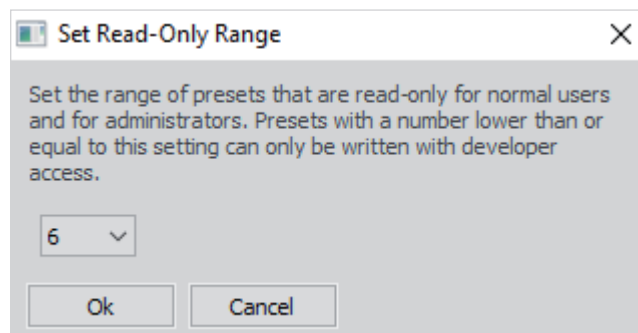 Set Read-Only Range
Set the range of presets that are read-only for normal users
and for administrators. Presets with a number lower than or
equal to this setting can only be written with developer
access.
6
Ok
Cancel